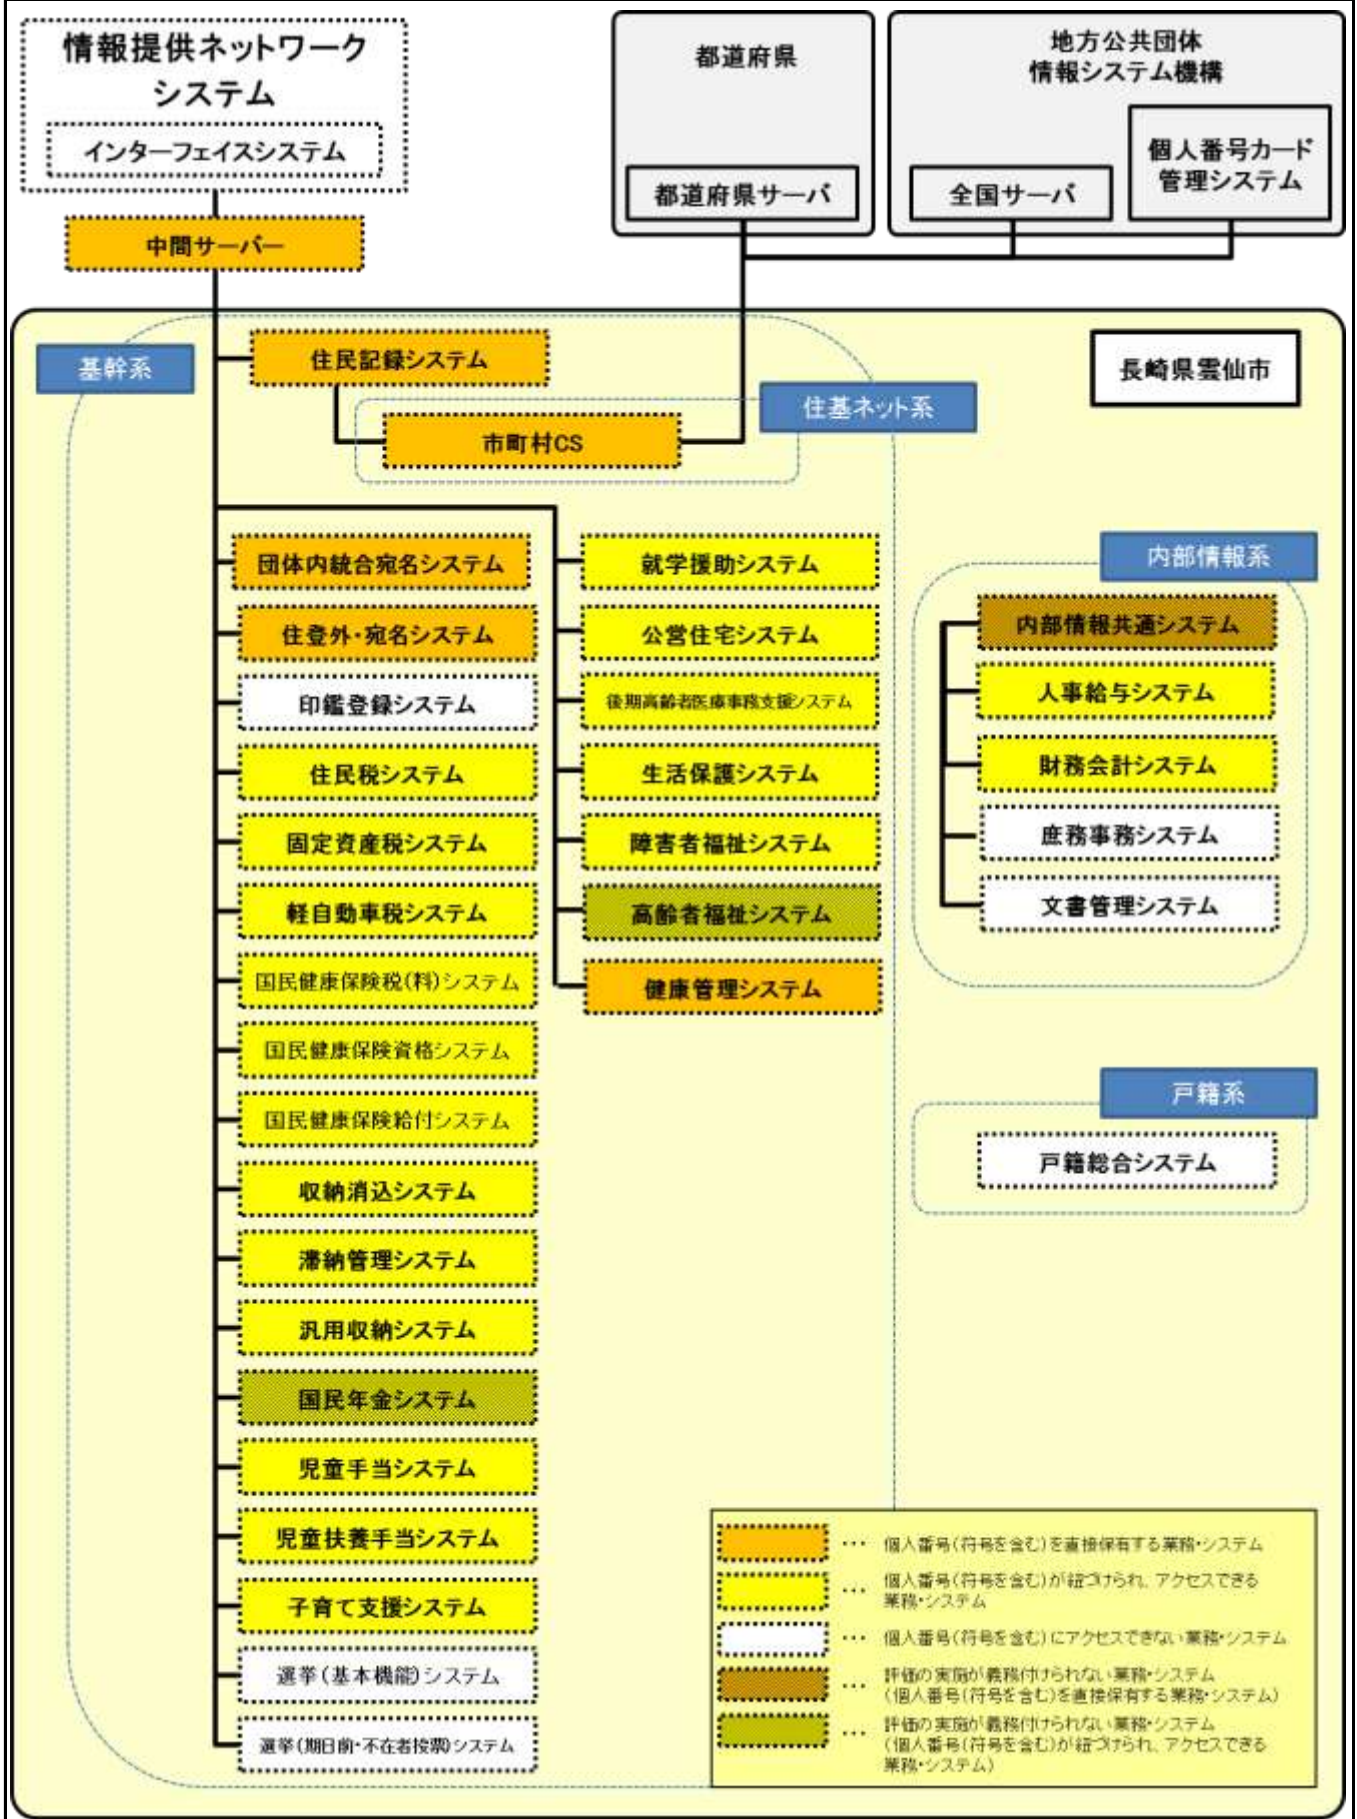 情報提供ネットワーク
システム
インターフェイスシステム
中間サーバー
都道府県
都道府県サーバ
地方公共団体
情報システム機構
全国サーバ
個人番号カード
管理システム
基幹系
住民記録システム
住基ネット系
市町村CS
長崎県雲仙市
団体内統合宛名システム
住登外・宛名システム
印鑑登録システム
住民税システム
固定資産税システム
軽自動車税システム
国民健康保険税(料)システム
国民健康保険資格システム
国民健康保険給付システム
収納消込システム
滞納管理システム
汎用収納システム
国民年金システム
児童手当システム
児童扶養手当システム
子育て支援システム
選挙(基本機能)システム
選挙(期日前・不在者投票)システム
就学援助システム
公営住宅システム
後期高齢者医療事務支援システム
生活保護システム
障害者福祉システム
高齢者福祉システム
健康管理システム
内部情報系
内部情報共通システム
人事給与システム
財務会計システム
庶務事務システム
文書管理システム
戸籍系
戸籍総合システム
… 個人番号(符号を含む)を直接保有する業務・システム
… 個人番号(符号を含む)が紐づけられ、アクセスできる
業務・システム
… 個人番号(符号を含む)にアクセスできない業務・システム
… 評価の実施が義務付けられない業務・システム
(個人番号(符号を含む)を直接保有する業務・システム)
… 評価の実施が義務付けられない業務・システム
(個人番号(符号を含む)が紐づけられ、アクセスできる
業務・システム)